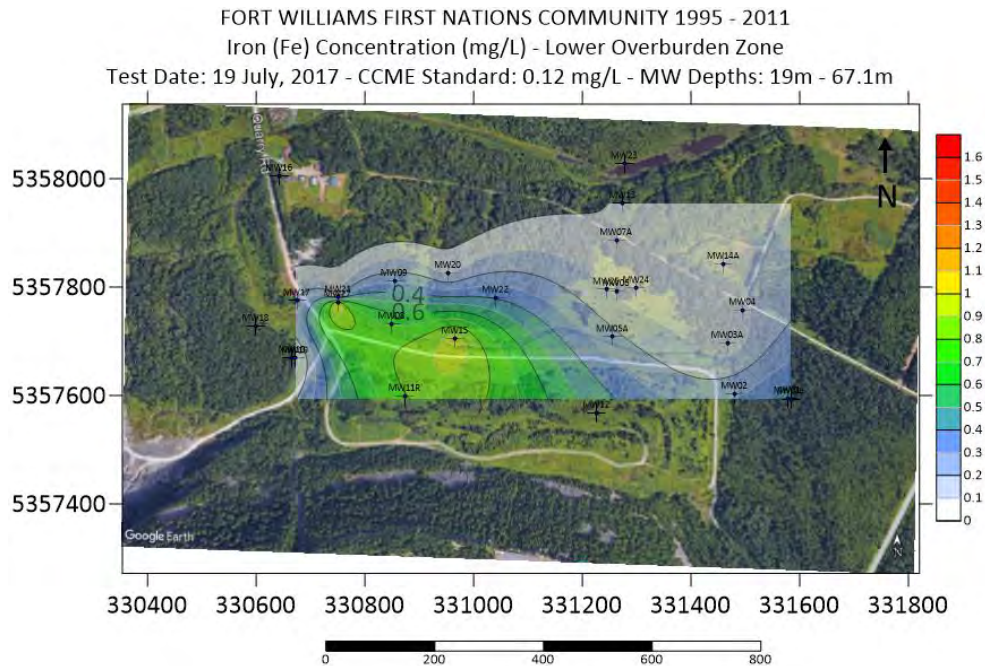 FORT WILLIAMS FIRST NATIONS COMMUNITY 1995 - 2011
Iron (Fe) Concentration (mg/L) - Lower Overburden Zone
Test Date: 19 July, 2017 - CCME Standard: 0.12 mg/L - MW Depths: 19m - 67.1m
MW23
MW16
5358000
N
MW13
MW07A
MW14A
MW20
MW09
MW24
5357800
MW22
MW21
MW17
0.4
0.6
MW04
MW08
MW18
MW05A
MW15
MW03A
MW11R
MW02
5357600
MW12
5357400
Google Earth
N
1.6
1.5
1.4
1.3
1.2
1.1
1
0.9
0.8
0.7
0.6
0.5
0.4
0.3
0.2
0.1
0
330400 330600 330800 331000 331200 331400 331600 331800
0 200 400 600 800